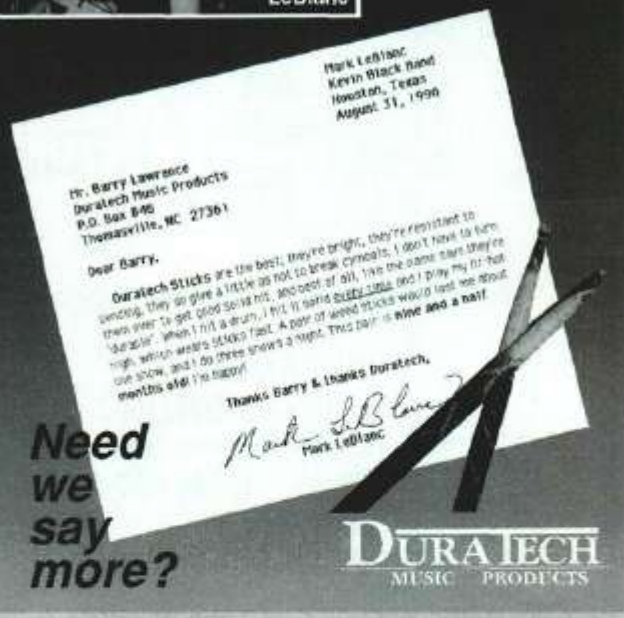 LeBlanc
Mark LeBlanc
Kevin Black Band
Houston, Texas
August 31, 1990
Mr. Barry Lawrence
Duratech Music Products
P.O. Box 846
Thomasville, NC 27361
Dear Barry,
Duratech Sticks are the best; they're bright, they're resistant to
bending, they do give a little as not to break cymbals, I don't have to turn
them over to get good solid hit, and best of all, like the name says they're
"durable". When I hit a drum, I hit it solid every time and I play my hi-hat
high, which wears sticks fast. A pair of wood sticks would last me about
one show, and I do three shows a night. This pair is nine and a half
months old! I'm happy!
Thanks Barry & thanks Duratech,
Mark LeBlanc
Mark LeBlanc
Need
we
say
more?
DURATECH
MUSIC PRODUCTS